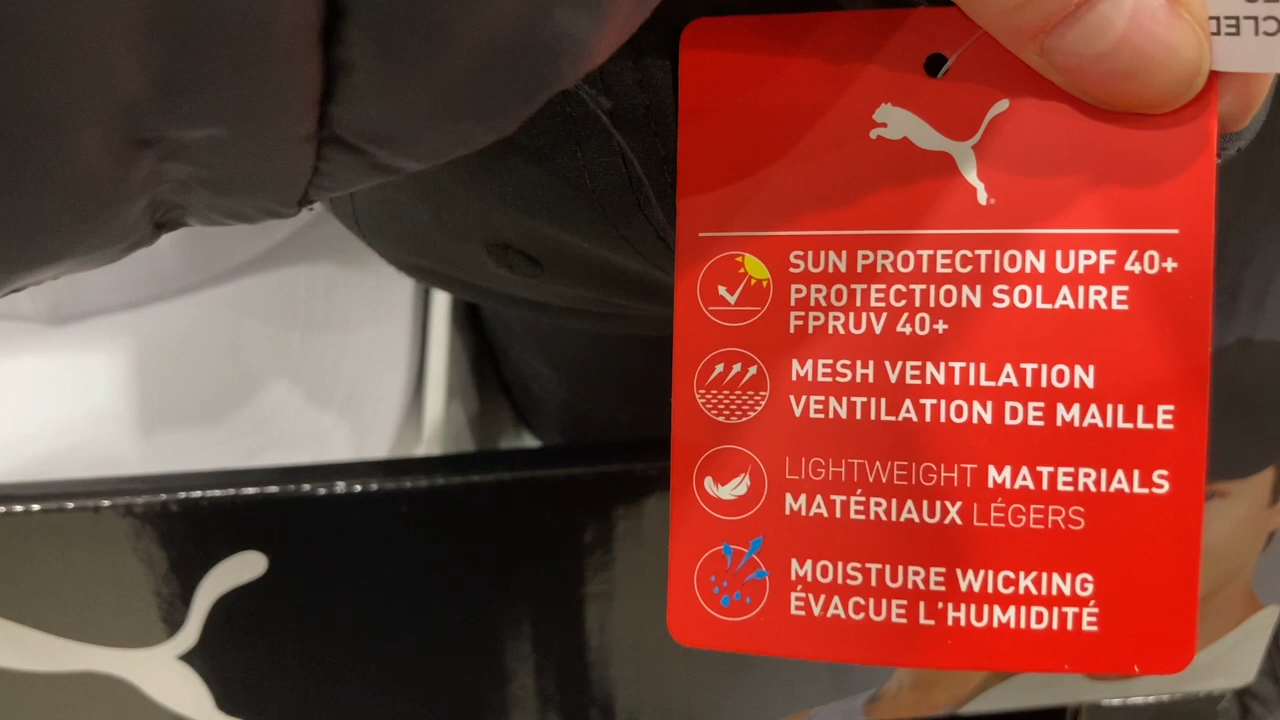 SUN PROTECTION UPF 40+
PROTECTION SOLAIRE
FPRUV 40+
MESH VENTILATION
VENTILATION DE MAILLE
LIGHTWEIGHT MATERIALS
MATÉRIAUX LÉGERS
MOISTURE WICKING
ÉVACUE L'HUMIDITÉ